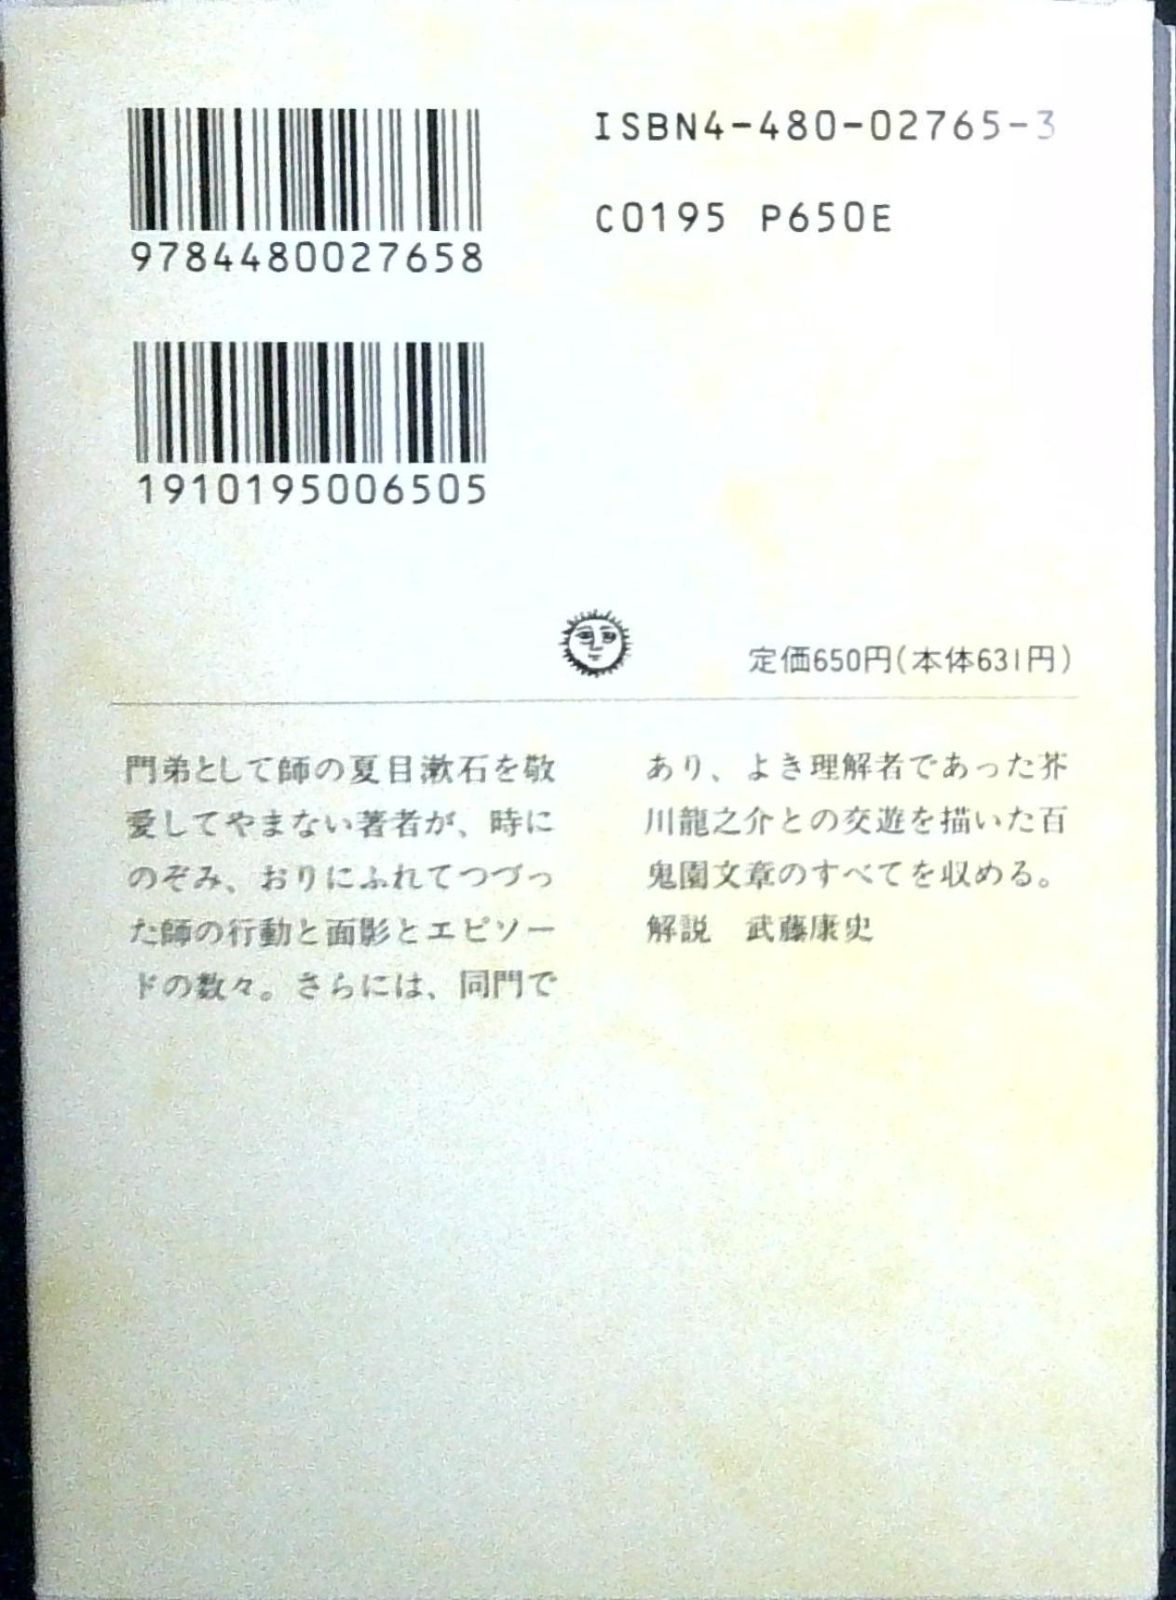 ISBN4-480-02765-3
C0195 P650E
9784480027658
1910195006505
定価650円(本体631円)
門弟として師の夏目漱石を敬
愛してやまない著者が、時に
のぞみ、おりにふれてつづっ
た師の行動と面影とエピソー
ドの数々。さらには、同門で
あり、よき理解者であった芥
川龍之介との交遊を描いた百
鬼園文章のすべてを収める。
解説　武藤康史